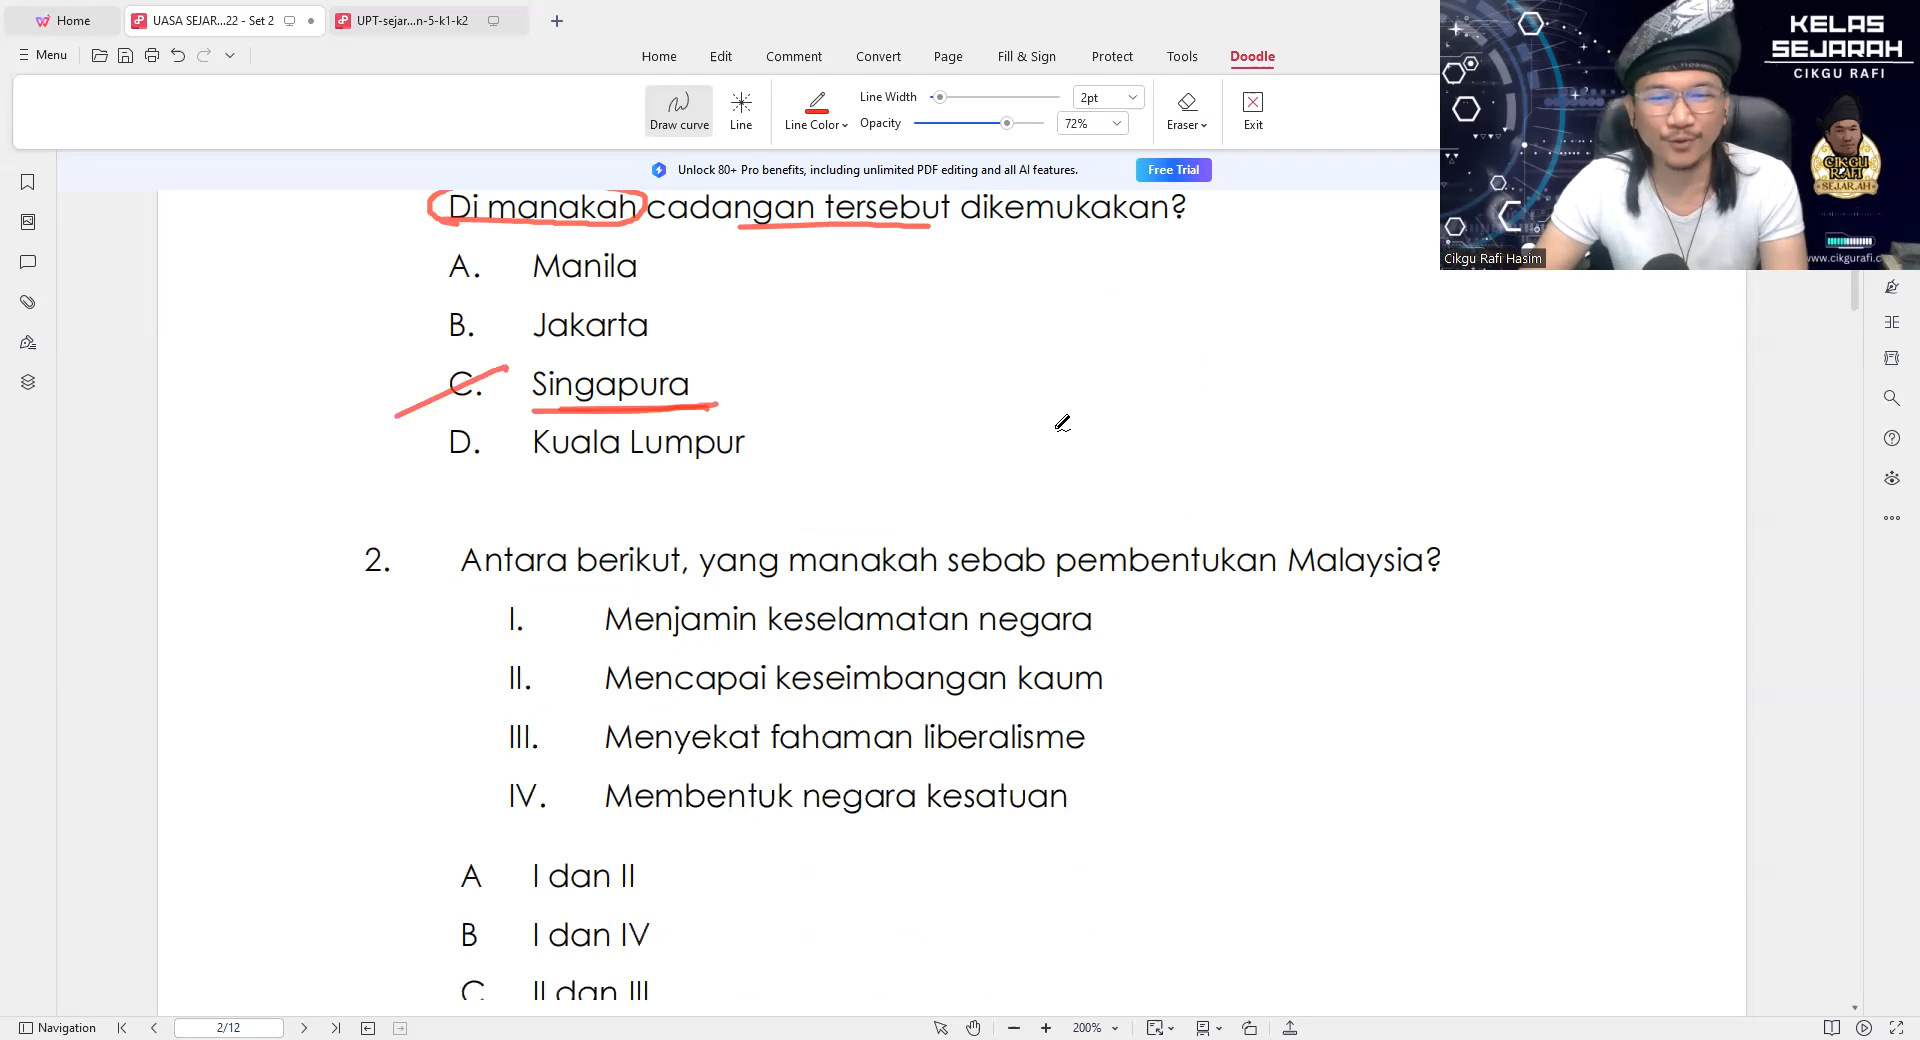 Home
UASA SEJAR...22 - Set 2
UPT-sejar...n-5-k1-k2
Menu
Home Edit Comment Convert Page Fill & Sign Protect Tools Doodle
Draw curve
Line
Line Color
Line Width
2pt
Opacity
72%
Eraser
Exit
Unlock 80+ Pro benefits, including unlimited PDF editing and all AI features.
Free Trial
KELAS
SEJARAH
CIKGU RAFI
CIKGU
RAFI
SEJARAH
www.cikgurafi.c
Cikgu Rafi Hasim
Di manakah cadangan tersebut dikemukakan?
A. Manila
B. Jakarta
C. Singapura
D. Kuala Lumpur
2. Antara berikut, yang manakah sebab pembentukan Malaysia?
I. Menjamin keselamatan negara
II. Mencapai keseimbangan kaum
III. Menyekat fahaman liberalisme
IV. Membentuk negara kesatuan
A I dan II
B I dan IV
C II dan III
Navigation
2/12
200%